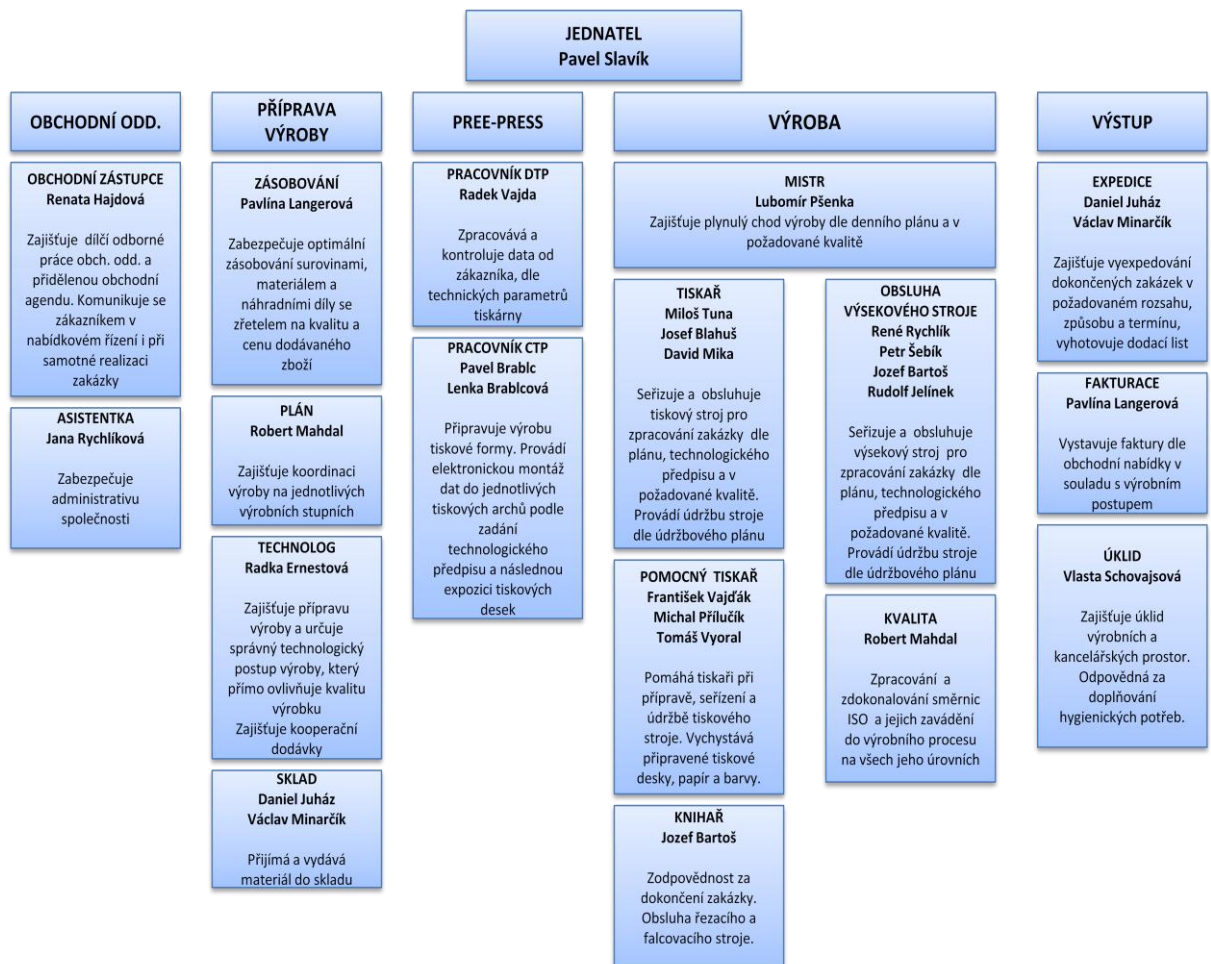 JEDNATEL
Pavel Slavík
OBCHODNÍ ODD.
OBCHODNÍ ZÁSTUPCE
Renata Hajdová
Zajišťuje dílčí odborné
práce obch. odd. a
přidělenou obchodní
agendu. Komunikuje se
zákazníkem v
nabídkovém řízení i při
samotné realizaci
zakázky
ASISTENTKA
Jana Rychlíková
Zabezpečuje
administrativu
společnosti
PŘÍPRAVA
VÝROBY
ZÁSOBOVÁNÍ
Pavlína Langerová
Zabezpečuje optimální
zásobování surovinami,
materiálem a
náhradními díly se
zřetelem na kvalitu a
cenu dodávaného
zboží
PLÁN
Robert Mahdal
Zajišťuje koordinaci
výroby na jednotlivých
výrobních stupních
TECHNOLOG
Radka Ernestová
Zajišťuje přípravu
výroby a určuje
správný technologický
postup výroby, který
přímo ovlivňuje kvalitu
výrobku
Zajišťuje kooperační
dodávky
SKLAD
Daniel Juház
Václav Minarčík
Přijímá a vydává
materiál do skladu
PREE-PRESS
PRACOVNÍK DTP
Radek Vajda
Zpracovává a
kontroluje data od
zákazníka, dle
technických parametrů
tiskárny
PRACOVNÍK CTP
Pavel Brablc
Lenka Brablcová
Připravuje výrobu
tiskové formy. Provádí
elektronickou montáž
dat do jednotlivých
tiskových archů podle
zadání
technologického
předpisu a následnou
expozici tiskových
desek
VÝROBA
MISTR
Lubomír Pšenka
Zajišťuje plynulý chod výroby dle denního plánu a v
požadované kvalitě
TISKAŘ
Miloš Tuna
Josef Blahuš
David Mika
Seřizuje a obsluhuje
tiskový stroj pro
zpracování zakázky dle
plánu, technologického
předpisu a v
požadované kvalitě.
Provádí údržbu stroje
dle údržbového plánu
POMOCNÝ TISKAŘ
František Vajďák
Michal Přílučík
Tomáš Vyoral
Pomáhá tiskaři při
přípravě, seřízení a
údržbě tiskového
stroje. Vychystává
připravené tiskové
desky, papír a barvy.
KNIHAŘ
Jozef Bartoš
Zodpovědnost za
dokončení zakázky.
Obsluha řezacího a
falcovacího stroje.
OBSLUHA
VÝSEKOVÉHO STROJE
René Rychlík
Petr Šebík
Jozef Bartoš
Rudolf Jelínek
Seřizuje a obsluhuje
výsekový stroj pro
zpracování zakázky dle
plánu, technologického
předpisu a v
požadované kvalitě.
Provádí údržbu stroje
dle údržbového plánu
KVALITA
Robert Mahdal
Zpracování a
zdokonalování směrnic
ISO a jejich zavádění
do výrobního procesu
na všech jeho úrovních
VÝSTUP
EXPEDICE
Daniel Juház
Václav Minarčík
Zajišťuje vyexpedování
dokončených zakázek v
požadovaném rozsahu,
způsobu a termínu,
vyhotovuje dodací list
FAKTURACE
Pavlína Langerová
Vystavuje faktury dle
obchodní nabídky v
souladu s výrobním
postupem
ÚKLID
Vlasta Schovajsová
Zajišťuje úklid
výrobních a
kancelářských prostor.
Odpovědná za
doplňování
hygienických potřeb.